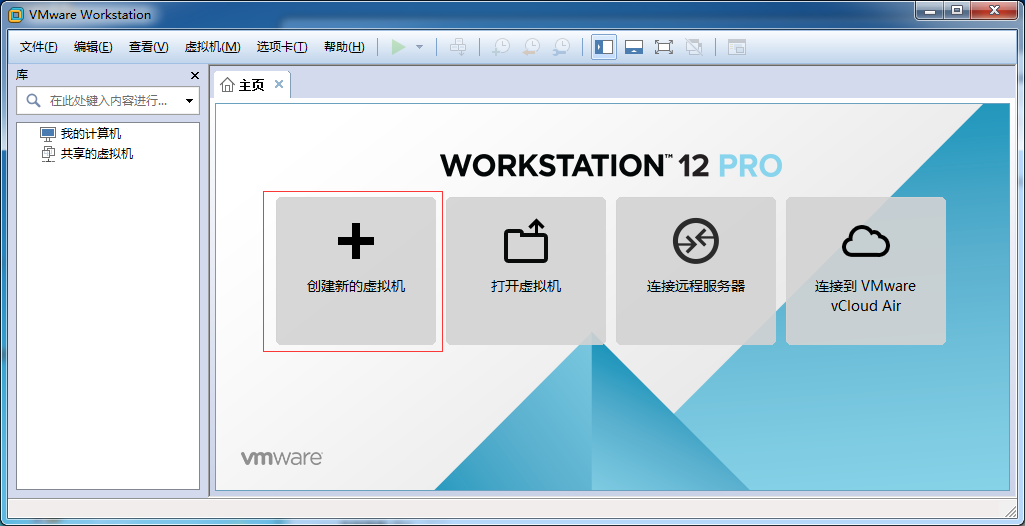 VMware Workstation
文件(F) 编辑(E) 查看(V) 虚拟机(M) 选项卡(T) 帮助(H)
库
在此处键入内容进行...
我的计算机
共享的虚拟机
主页
WORKSTATION™ 12 PRO
创建新的虚拟机
打开虚拟机
连接远程服务器
连接到 VMware
vCloud Air
vmware